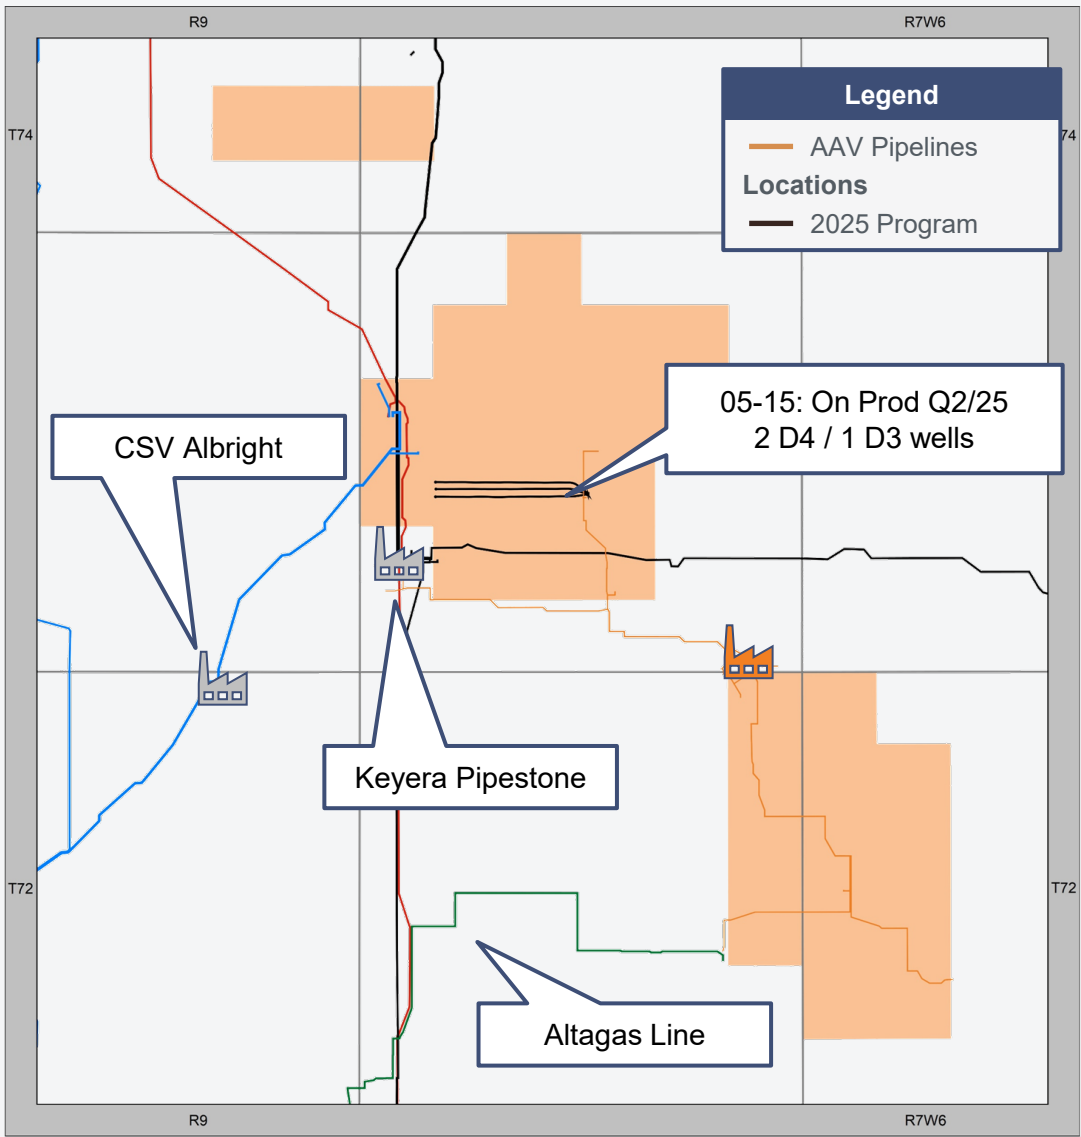 R9
R7W6
Legend
T74
74
AAV Pipelines
Locations
2025 Program
05-15: On Prod Q2/25
2 D4 / 1 D3 wells
CSV Albright
Keyera Pipestone
T72
T72
Altagas Line
R9
R7W6